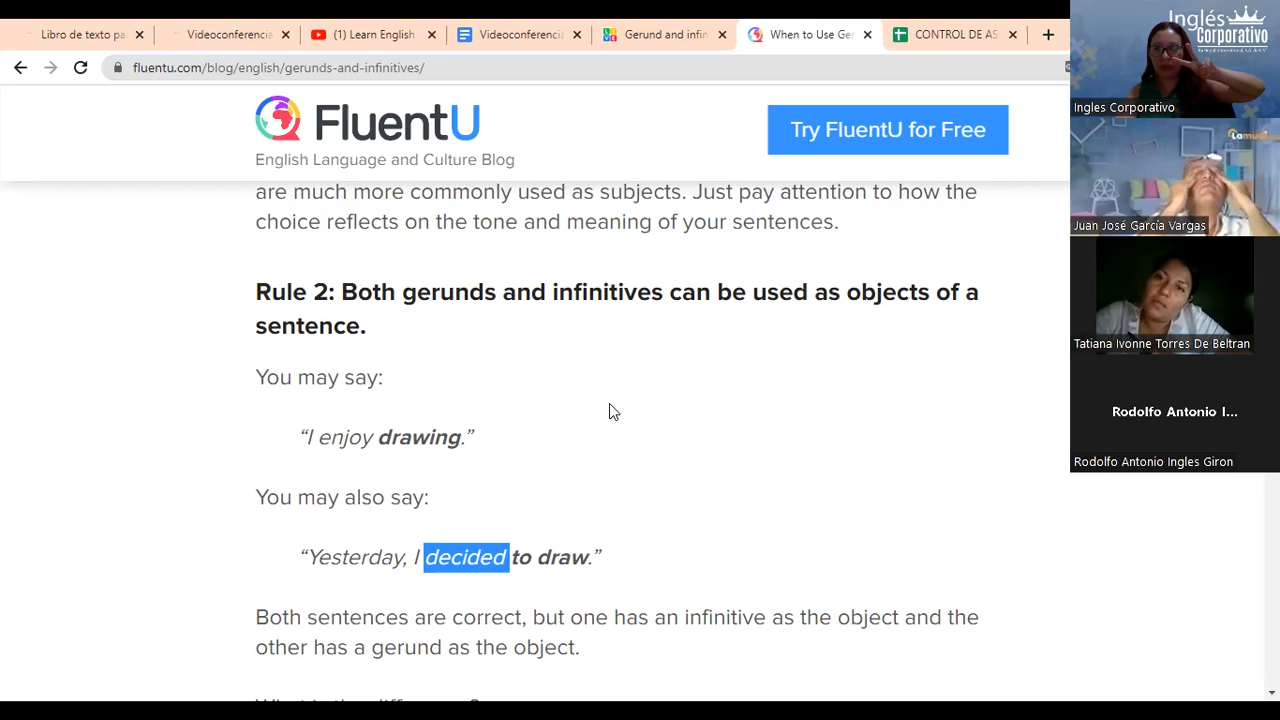 Libro de texto pa
Videoconferencia
(1) Learn English
Videoconferencia
Gerund and infin
When to Use Ger
CONTROL DE AS
fluentu.com/blog/english/gerunds-and-infinitives/
FluentU
English Language and Culture Blog
Try FluentU for Free
are much more commonly used as subjects. Just pay attention to how the
choice reflects on the tone and meaning of your sentences.
Rule 2: Both gerunds and infinitives can be used as objects of a
sentence.
You may say:
“I enjoy drawing.”
You may also say:
“Yesterday, I decided to draw.”
Both sentences are correct, but one has an infinitive as the object and the
other has a gerund as the object.
Inglés
Corporativo
Ingles Corporativo
Juan José García Vargas
Tatiana Ivonne Torres De Beltran
Rodolfo Antonio I...
Rodolfo Antonio Ingles Giron